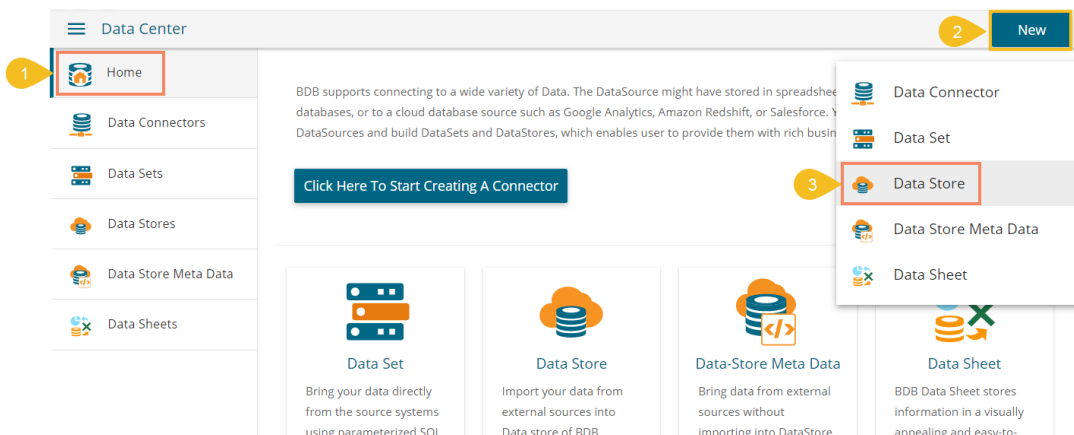 Data Center
2
New
1
Home
Data Connectors
Data Sets
Data Stores
Data Store Meta Data
Data Sheets
BDB supports connecting to a wide variety of Data. The DataSource might have stored in
databases, or to a cloud database source such as Google Analytics, Amazon Redshift, or Salesforce.
DataSources and build DataSets and DataStores, which enables user to provide them with rich
Click Here To Start Creating A Connector
Data Connector
Data Set
3
Data Store
Data Store Meta Data
Data Sheet
Data Set
Bring your data directly
from the source systems
using parameterized SQL
Data Store
Import your data from
external sources into
Data store of BDB
Data-Store Meta Data
Bring data from external
sources without
importing into DataStore
Data Sheet
BDB Data Sheet stores
information in a visually
appealing and easy-to-